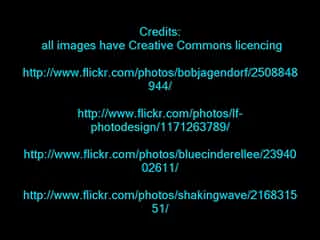 Credits:
all images have Creative Commons licencing
http://www.flickr.com/photos/bobjagendorf/2508848
944/
http://www.flickr.com/photos/lf-
photodesign/1171263789/
http://www.flickr.com/photos/bluecinderellee/23940
02611/
http://www.flickr.com/photos/shakingwave/2168315
51/